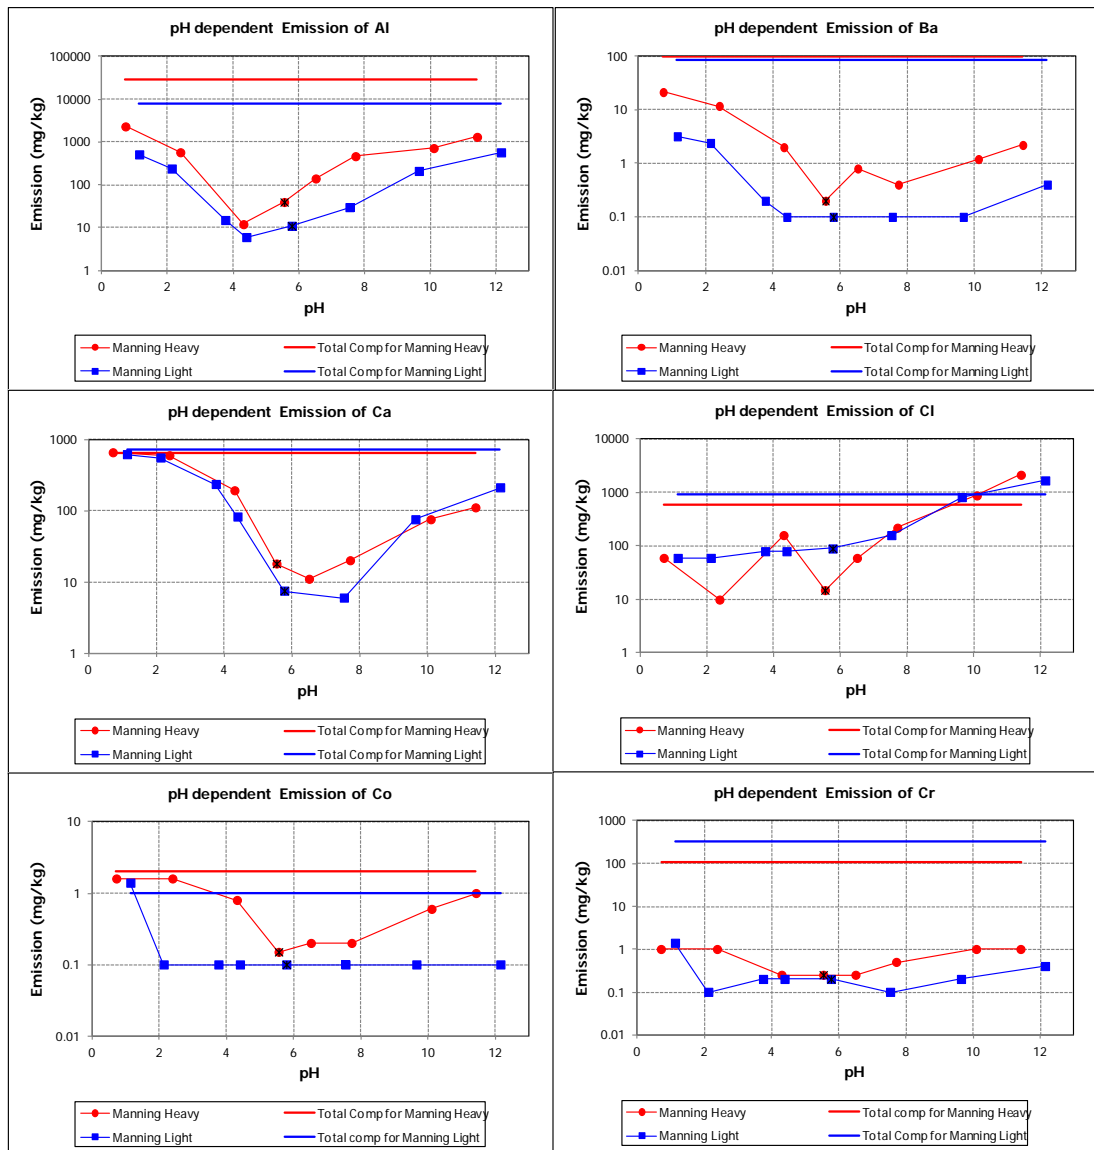 pH dependent Emission of Al
Emission (mg/kg)
100000
10000
1000
100
10
1
0 2 4 6 8 10 12
pH
Manning Heavy Total Comp for Manning Heavy
Manning Light Total Comp for Manning Light
pH dependent Emission of Ba
Emission (mg/kg)
100
10
1
0.1
0.01
0 2 4 6 8 10 12
pH
Manning Heavy Total Comp for Manning Heavy
Manning Light Total Comp for Manning Light
pH dependent Emission of Ca
Emission (mg/kg)
1000
100
10
1
0 2 4 6 8 10 12
pH
Manning Heavy Total Comp for Manning Heavy
Manning Light Total Comp for Manning Light
pH dependent Emission of Cl
Emission (mg/kg)
10000
1000
100
10
1
0 2 4 6 8 10 12
pH
Manning Heavy Total Comp for Manning Heavy
Manning Light Total Comp for Manning Light
pH dependent Emission of Co
Emission (mg/kg)
10
1
0.1
0.01
0 2 4 6 8 10 12
pH
Manning Heavy Total Comp for Manning Heavy
Manning Light Total comp for Manning Light
pH dependent Emission of Cr
Emission (mg/kg)
1000
100
10
1
0.1
0.01
0 2 4 6 8 10 12
pH
Manning Heavy Total comp for Manning Heavy
Manning Light Total Comp for Manning Light